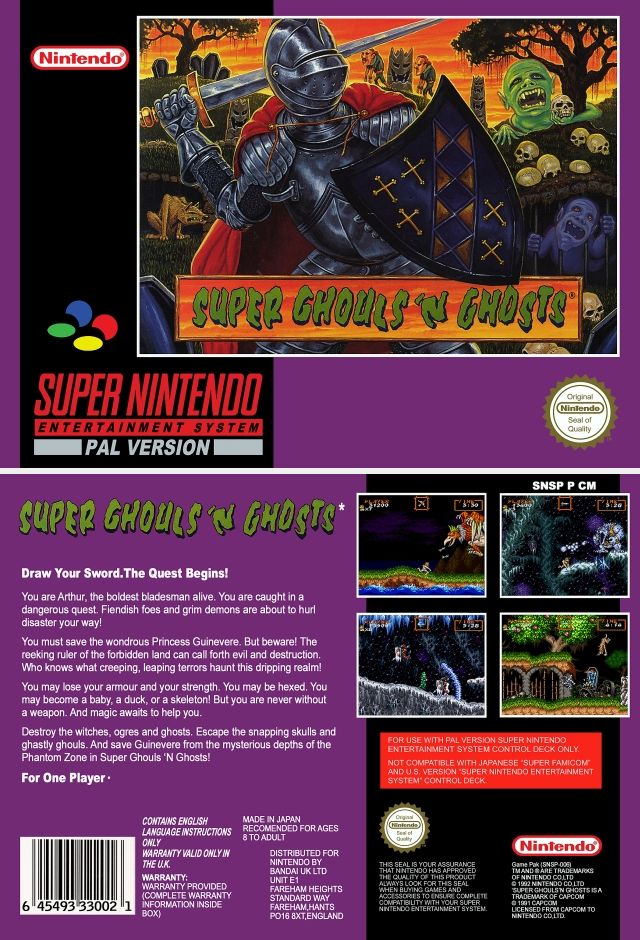 Nintendo®
SUPER GHOULS 'N GHOSTS®
SUPER NINTENDO
ENTERTAINMENT SYSTEM
PAL VERSION
Original
Nintendo
Seal of
Quality
SNSP P CM
SUPER GHOULS 'N GHOSTS*
Draw Your Sword.The Quest Begins!
You are Arthur, the boldest bladesman alive. You are caught in a
dangerous quest. Fiendish foes and grim demons are about to hurl
disaster your way!
You must save the wondrous Princess Guinevere. But beware! The
reeking ruler of the forbidden land can call forth evil and destruction.
Who knows what creeping, leaping terrors haunt this dripping realm!
You may lose your armour and your strength. You may be hexed. You
may become a baby, a duck, or a skeleton! But you are never without
a weapon. And magic awaits to help you.
Destroy the witches, ogres and ghosts. Escape the snapping skulls and
ghastly ghouls. And save Guinevere from the mysterious depths of the
Phantom Zone in Super Ghouls 'N Ghosts!
For One Player·
FOR USE WITH PAL VERSION SUPER NINTENDO
ENTERTAINMENT SYSTEM CONTROL DECK ONLY.
NOT COMPATIBLE WITH JAPANESE "SUPER FAMICOM"
AND U.S. VERSION "SUPER NINTENDO ENTERTAINMENT
SYSTEM" CONTROL DECK.
6 45493 33002 1
CONTAINS ENGLISH
LANGUAGE INSTRUCTIONS
ONLY
WARRANTY VALID ONLY IN
THE U.K.
WARRANTY:
WARRANTY PROVIDED
(COMPLETE WARRANTY
INFORMATION INSIDE
BOX)
MADE IN JAPAN
RECOMENDED FOR AGES
8 TO ADULT
DISTRIBUTED FOR
NINTENDO BY
BANDAI UK LTD
UNIT E1
FAREHAM HEIGHTS
STANDARD WAY
FAREHAM,HANTS
PO16 8XT,ENGLAND
Original
Nintendo
Seal of
Quality
THIS SEAL IS YOUR ASSURANCE
THAT NINTENDO HAS APPROVED
THE QUALITY OF THIS PRODUCT
ALWAYS LOOK FOR THIS SEAL
WHEN BUYING GAMES AND
ACCESSORIES TO ENSURE COMPLETE
COMPATIBILITY WITH YOUR SUPER
NINTENDO ENTERTAINMENT SYSTEM.
Nintendo®
Game Pak (SNSP-006)
TM AND ® ARE TRADEMARKS
OF NINTENDO CO,LTD
© 1992 NINTENDO CO,LTD
'SUPER GHOULS'N GHOSTS IS A
TRADEMARK OF CAPCOM
© 1991 CAPCOM
LICENSED FROM CAPCOM TO
NINTENDO CO,LTD.